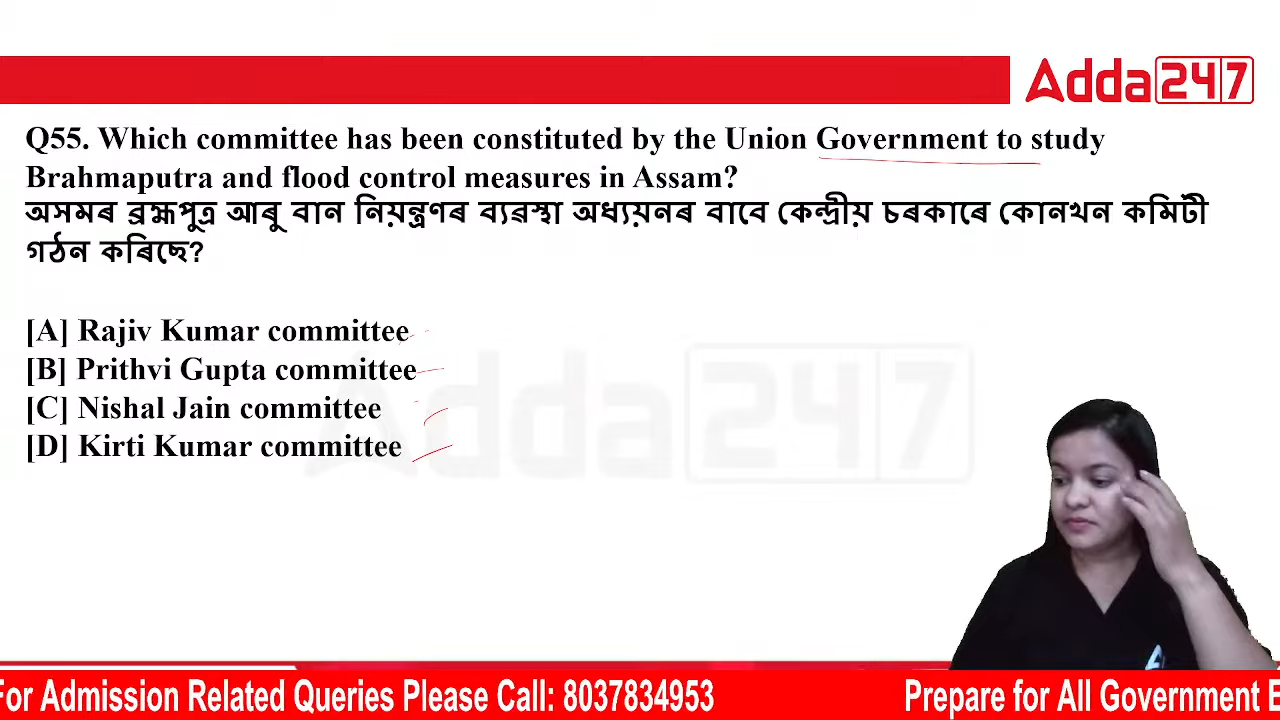 Adda247
Q55. Which committee has been constituted by the Union Government to study
Brahmaputra and flood control measures in Assam?
অসমৰ ব্ৰহ্মপুত্ৰ আৰু বান নিয়ন্ত্ৰণৰ ব্যৱস্থা অধ্যয়নৰ বাবে কেন্দ্ৰীয় চৰকাৰে কোনখন কমিটী
গঠন কৰিছে?
[A] Rajiv Kumar committee
[B] Prithvi Gupta committee
[C] Nishal Jain committee
[D] Kirti Kumar committee
Adda247
For Admission Related Queries Please Call: 8037834953 Prepare for All Government E